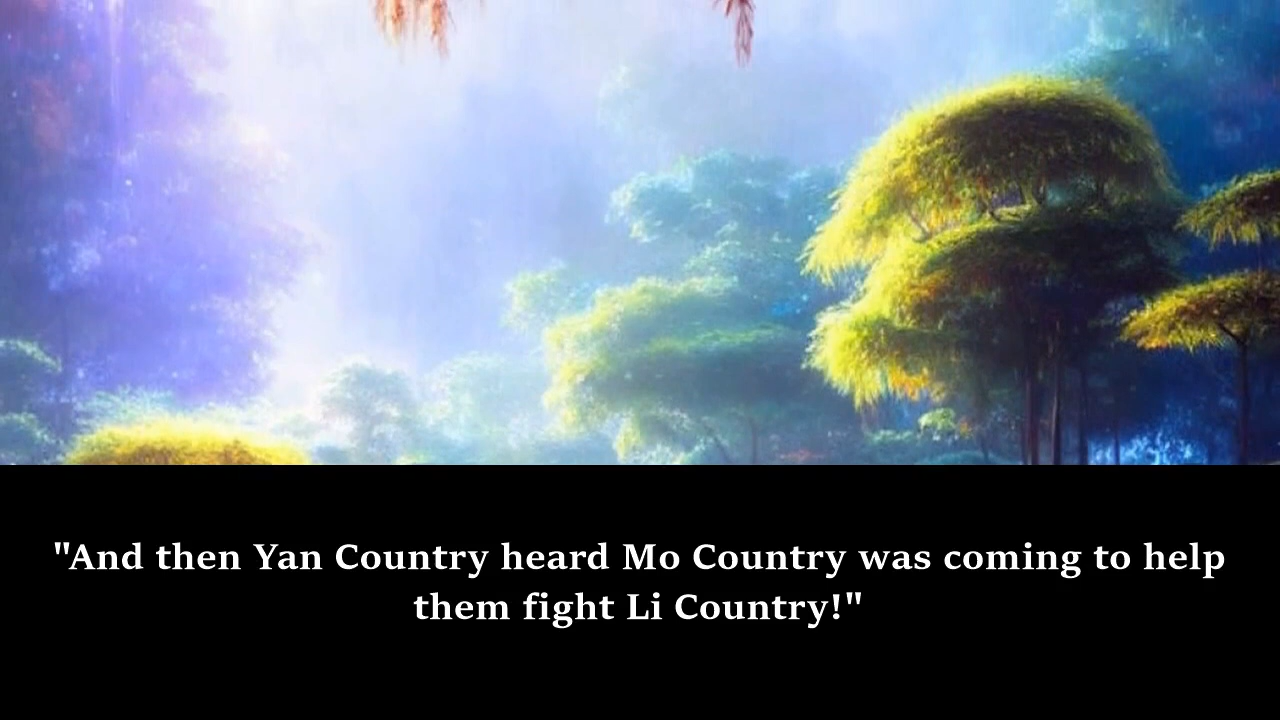 "And then Yan Country heard Mo Country was coming to help
them fight Li Country!"